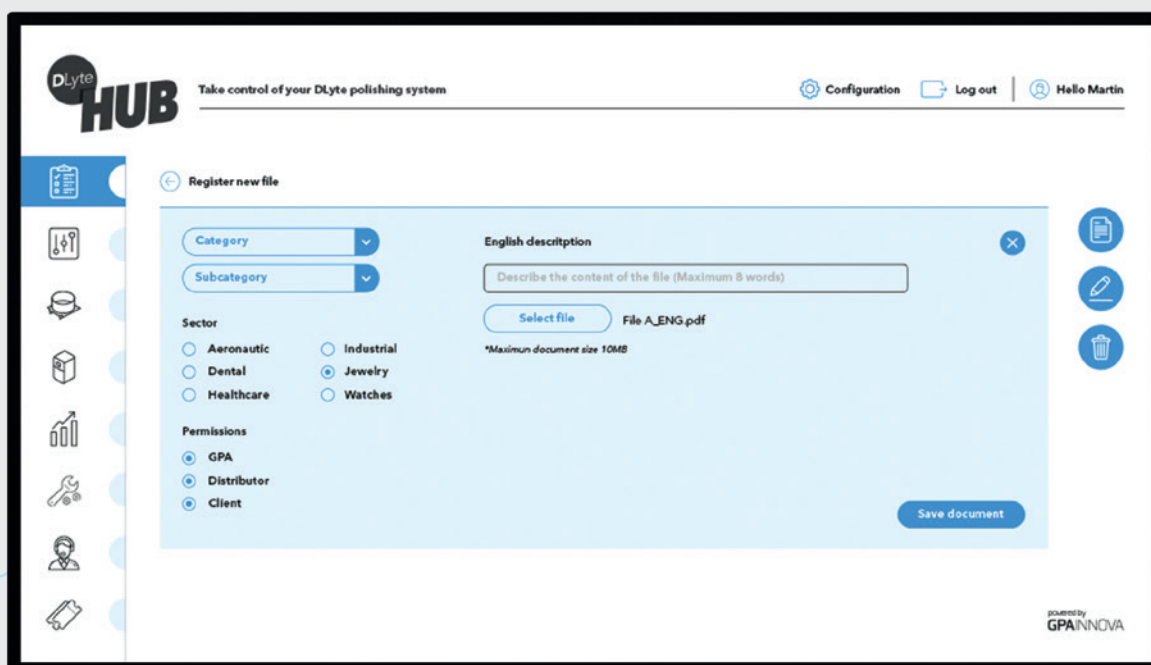 DLyte
HUB
Take control of your DLyte polishing system
Configuration
Log out
Hello Martin
Register new file
Category
Subcategory
English descritption
Describe the content of the file (Maximum 8 words)
Select file
File A_ENG.pdf
*Maximun document size 10MB
Sector
Aeronautic
Industrial
Dental
Jewelry
Healthcare
Watches
Permissions
GPA
Distributor
Client
Save document
powered by
GPAINNOVA